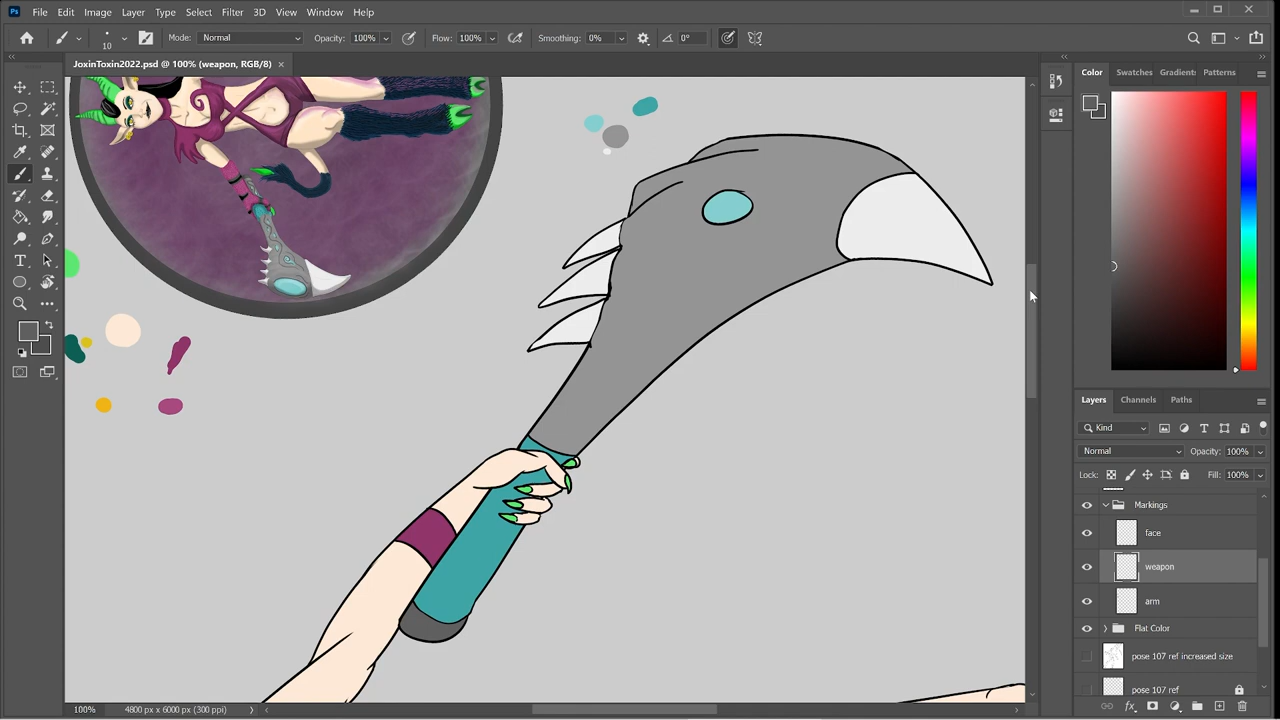 Ps File Edit Image Layer Type Select Filter 3D View Window Help
10 Mode: Normal Opacity: 100% Flow: 100% Smoothing: 0% 0°
JoxinToxin2022.psd @ 100% (weapon, RGB/8) ×
Color Swatches Gradient: Patterns
Layers Channels Paths
Kind
Normal Opacity: 100%
Lock: Fill: 100%
Markings
face
weapon
arm
Flat Color
pose 107 ref increased size
pose 107 ref
100% 4800 px x 6000 px (300 ppi)